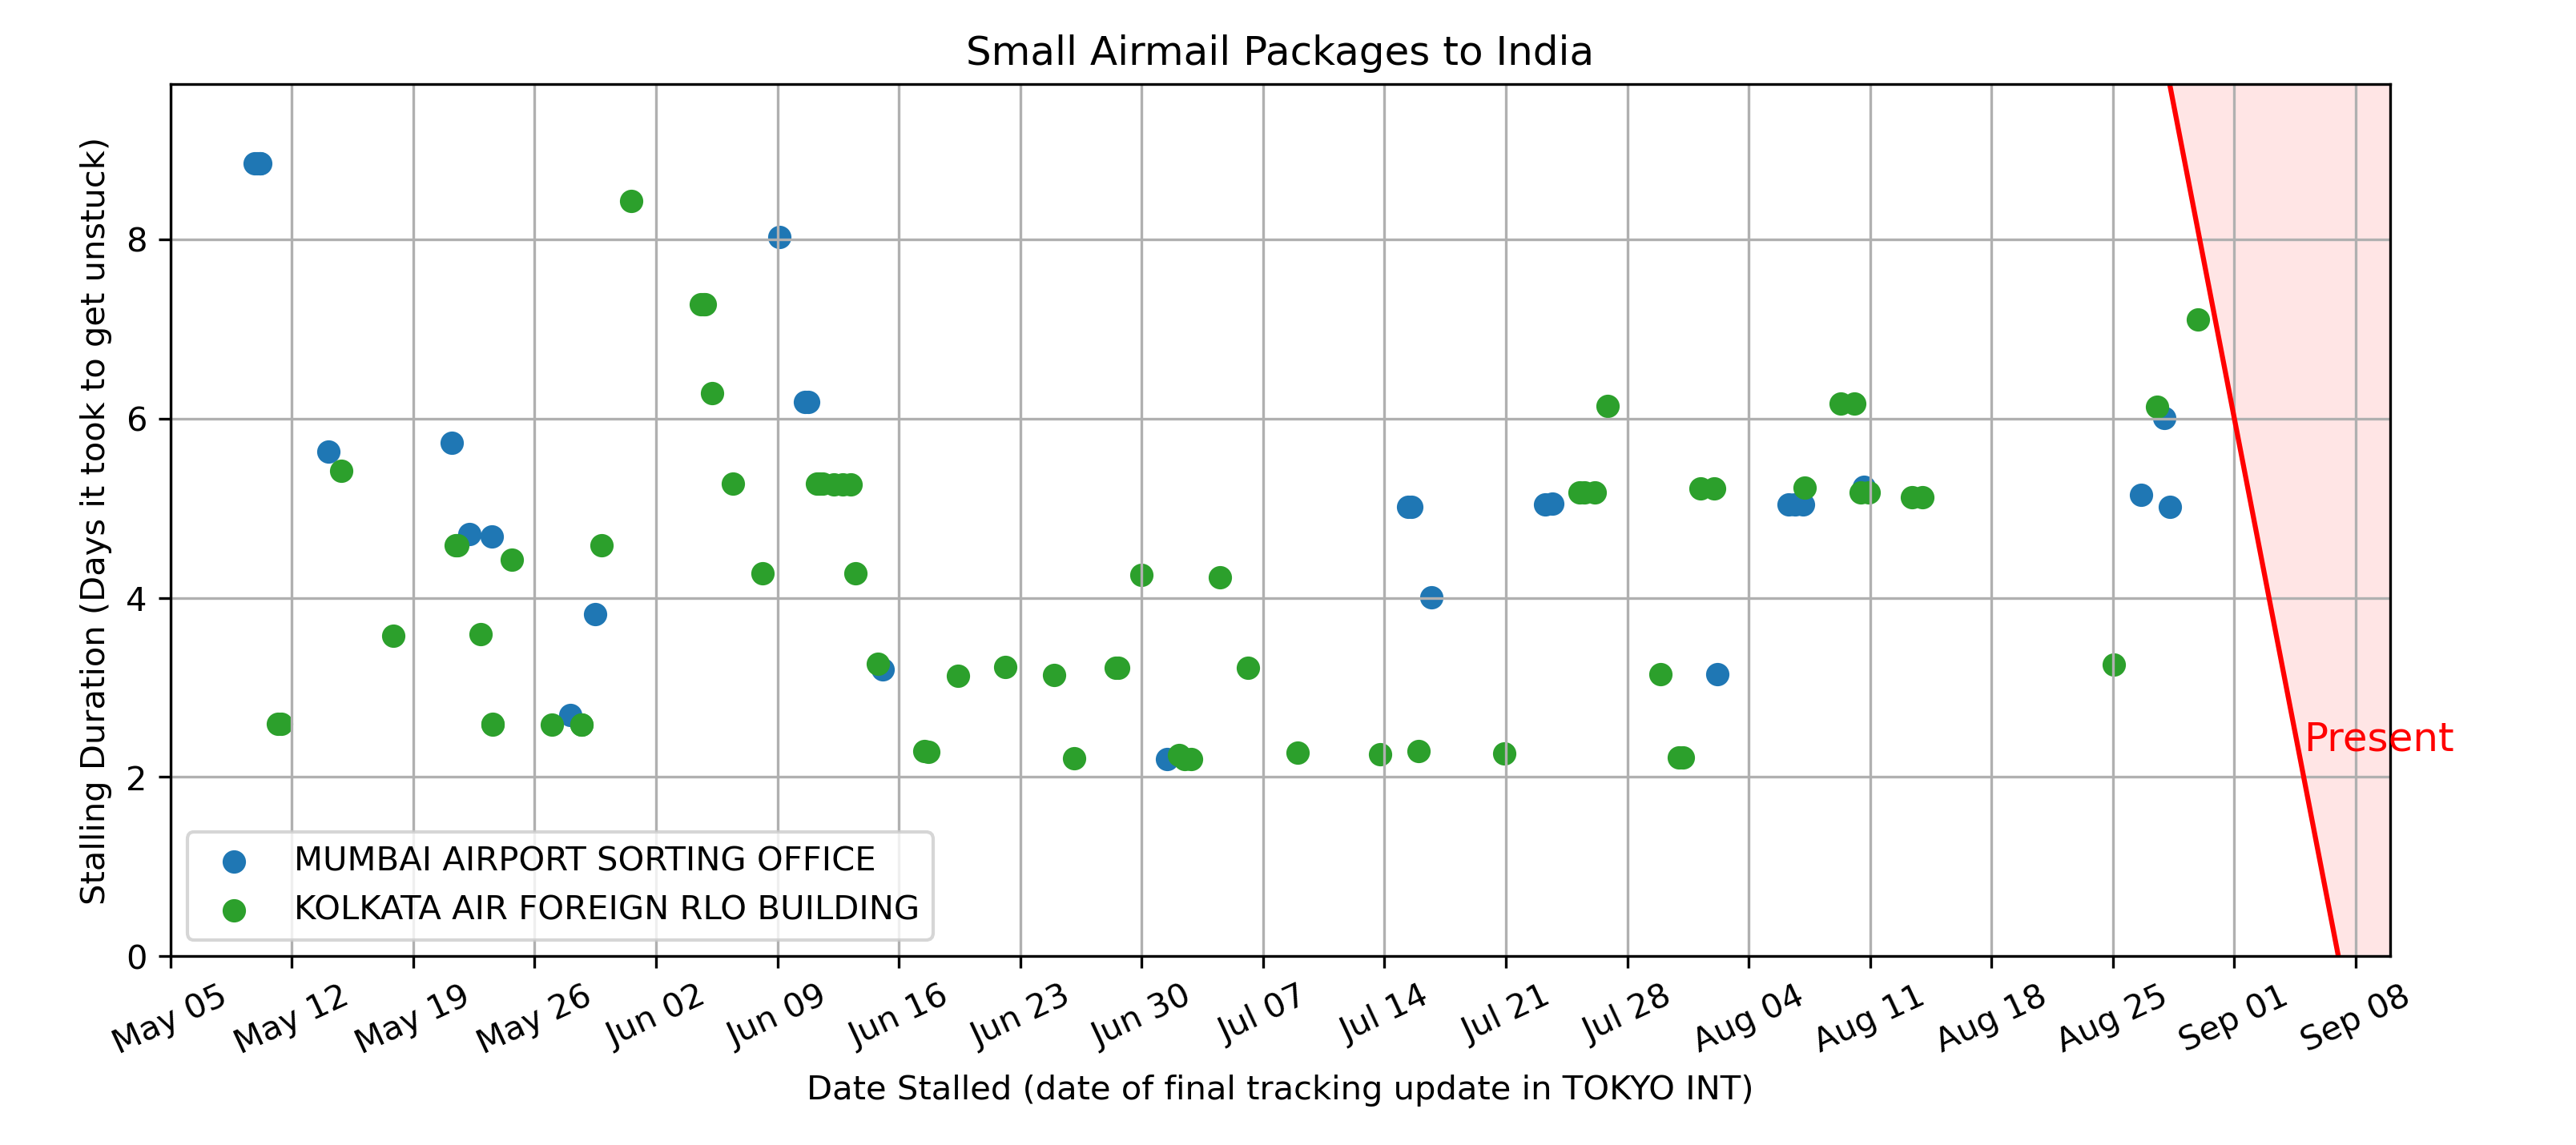 Small Airmail Packages to India
Stalling Duration (Days it took to get unstuck)
8
6
4
2
0
Present
MUMBAI AIRPORT SORTING OFFICE
KOLKATA AIR FOREIGN RLO BUILDING
May 05
May 12
May 19
May 26
Jun 02
Jun 09
Jun 16
Jun 23
Jun 30
Jul 07
Jul 14
Jul 21
Jul 28
Aug 04
Aug 11
Aug 18
Aug 25
Sep 01
Sep 08
Date Stalled (date of final tracking update in TOKYO INT)